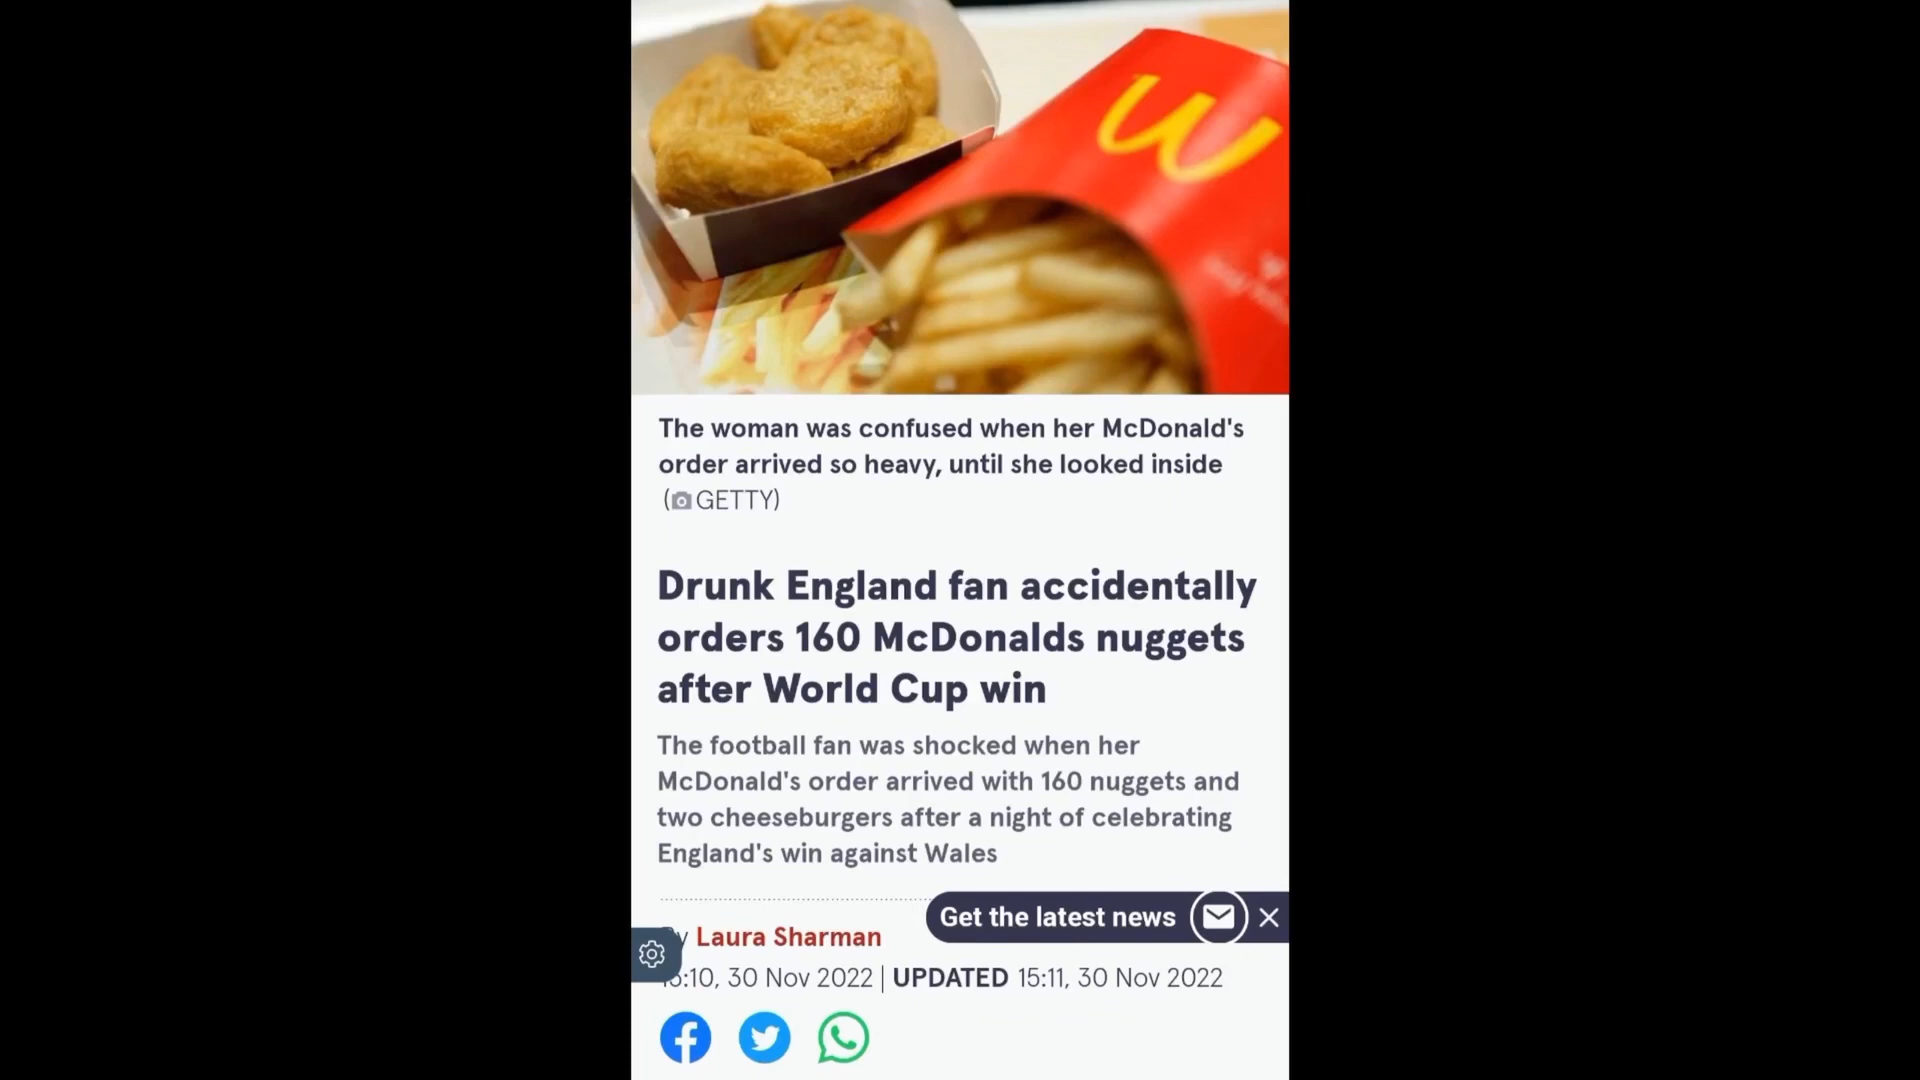 The woman was confused when her McDonald's
order arrived so heavy, until she looked inside
(GETTY)
Drunk England fan accidentally
orders 160 McDonalds nuggets
after World Cup win
The football fan was shocked when her
McDonald's order arrived with 160 nuggets and
two cheeseburgers after a night of celebrating
England's win against Wales
Get the latest news
Laura Sharman
:10, 30 Nov 2022 | UPDATED 15:11, 30 Nov 2022